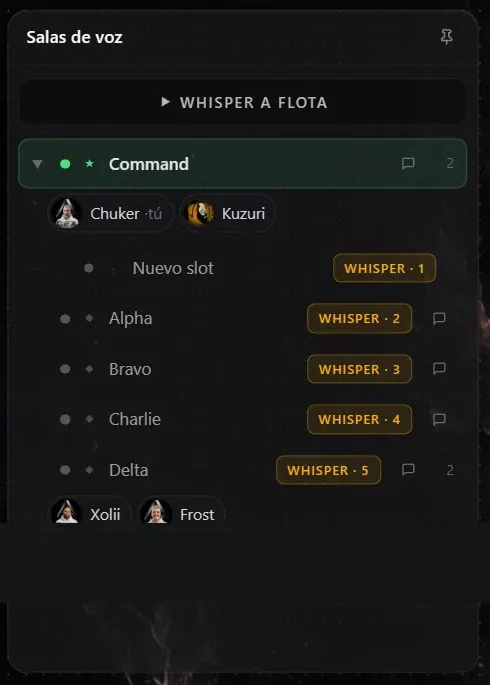 Salas de voz
▶ WHISPER A FLOTA
Command 2
Chuker ·tú Kuzuri
Nuevo slot WHISPER · 1
Alpha WHISPER · 2
Bravo WHISPER · 3
Charlie WHISPER · 4
Delta WHISPER · 5 2
Xolii Frost